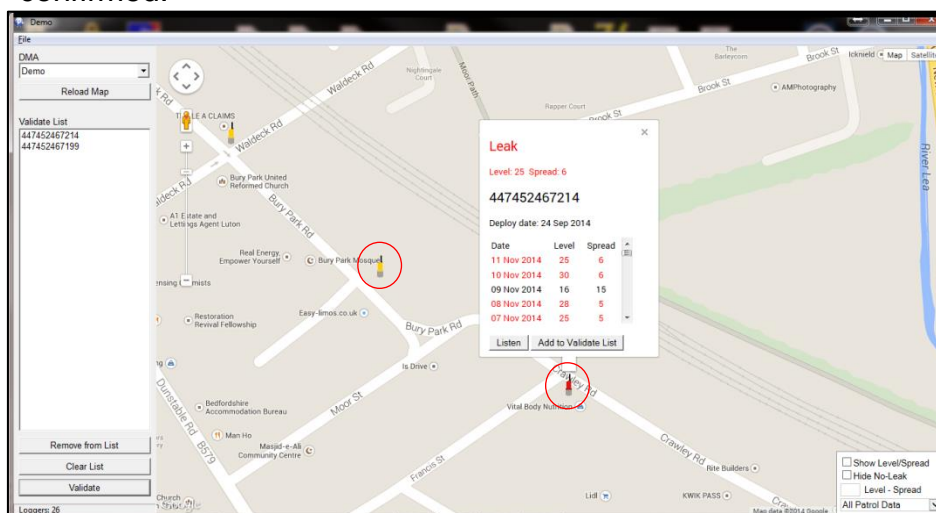 confirmed.
Demo
File
DMA
Demo
Reload Map
Validate List
447452467214
447452467199
Remove from List
Clear List
Validate
Loggers: 26
Waldeck Rd
Nightingale Court
Moor Path
The Barleycorn
Brook St
Brook St
Icknield
Map
Satellite
AMPhotography
Rapper Court
Brook St
A CLAIMS
Waldeck Rd
Bury Park United
Reformed Church
Bury Park Rd
Lettings Agent Luton
Real Energy,
Empower Yourself
Bury Park Mosque
Restoration
Revival Fellowship
Easy-limos.co.uk
Bury Park Rd
Is Drive
Dunstable Rd
B579
Bedfordshire
Accommodation Bureau
Moor St
Man Ho
Masjid-e-Ali
Community Centre
Francis St
Vital Body Nutrition
Crawley Rd
Crawley Rd
Rite Builders
Lidl
KWIK PASS
River Lea
Church
Leak
Level: 25 Spread: 6
447452467214
Deploy date: 24 Sep 2014
Date Level Spread
11 Nov 2014 25 6
10 Nov 2014 30 6
09 Nov 2014 16 15
08 Nov 2014 28 5
07 Nov 2014 25 5
Listen
Add to Validate List
Show Level/Spread
Hide No-Leak
Level - Spread
All Patrol Data
Map data ©2014 Google